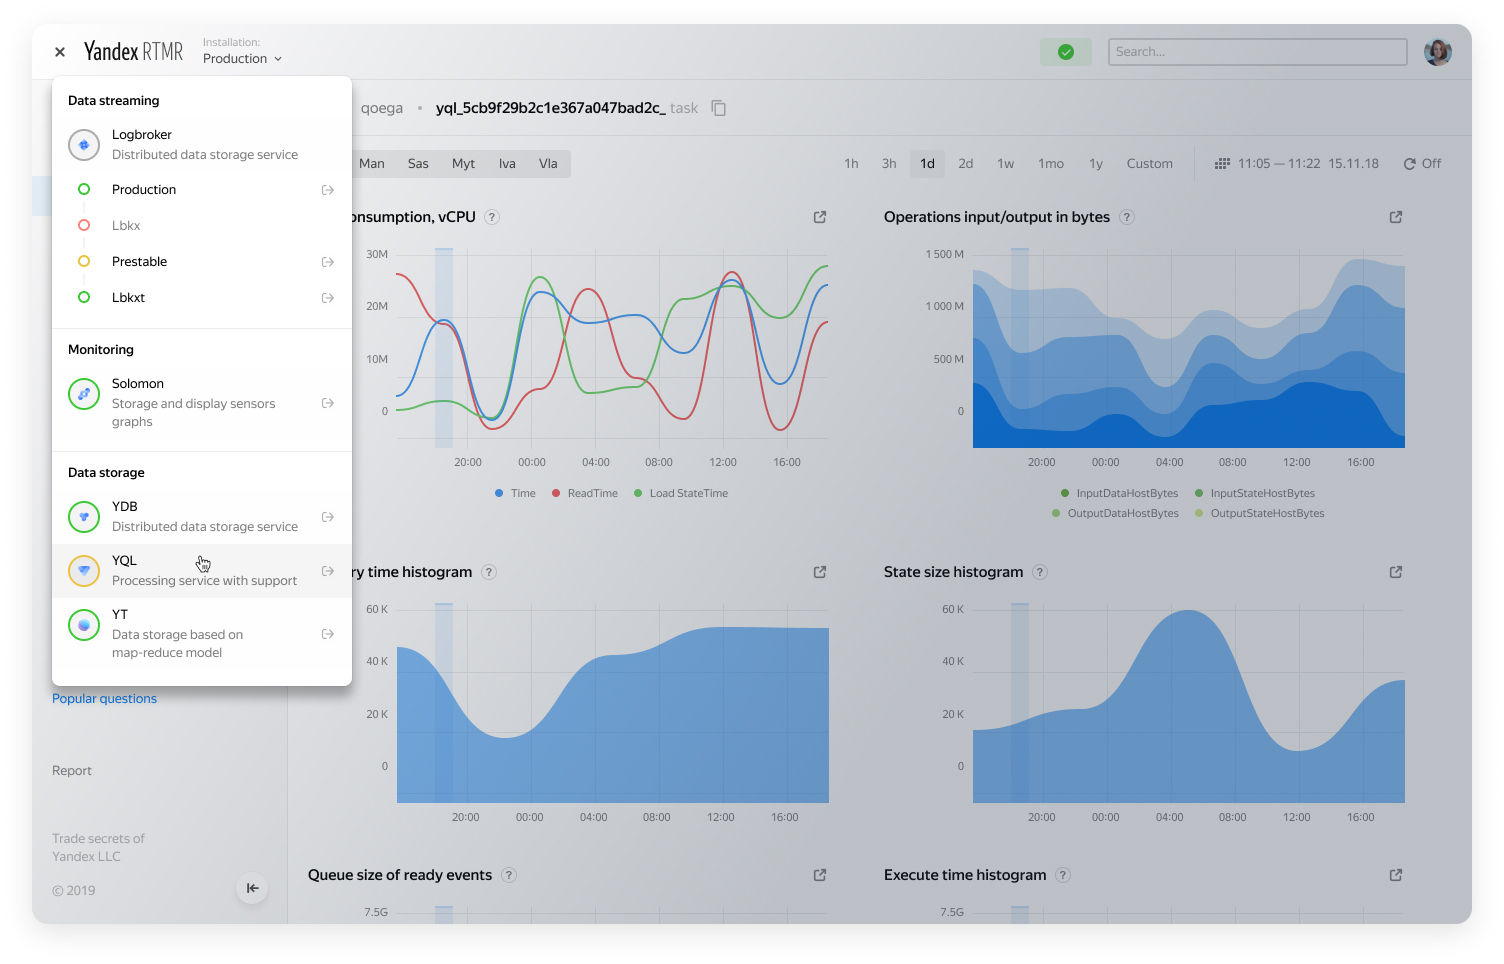 Yandex RTMR
Installation:
Production
Search...
Data streaming
Logbroker
Distributed data storage service
Production
Lbkx
Prestable
Lbkxt
Monitoring
Solomon
Storage and display sensors
graphs
Data storage
YDB
Distributed data storage service
YQL
Processing service with support
YT
Data storage based on
map-reduce model
Popular questions
Report
Trade secrets of
Yandex LLC
© 2019
qoega • yql_5cb9f29b2c1e367a047bad2c_ task
Man Sas Myt Iva Vla
1h 3h 1d 2d 1w 1mo 1y Custom
11:05 — 11:22 15.11.18
Off
onsumption, vCPU ?
30M
20M
10M
0
20:00 00:00 04:00 08:00 12:00 16:00
Time ReadTime Load StateTime
Operations input/output in bytes ?
1 500 M
1 000 M
500 M
0
20:00 00:00 04:00 08:00 12:00 16:00
InputDataHostBytes InputStateHostBytes
OutputDataHostBytes OutputStateHostBytes
ry time histogram ?
60 K
40 K
20 K
0
20:00 00:00 04:00 08:00 12:00 16:00
State size histogram ?
60 K
40 K
20 K
0
20:00 00:00 04:00 08:00 12:00 16:00
Queue size of ready events ?
7.5G
Execute time histogram ?
7.5G